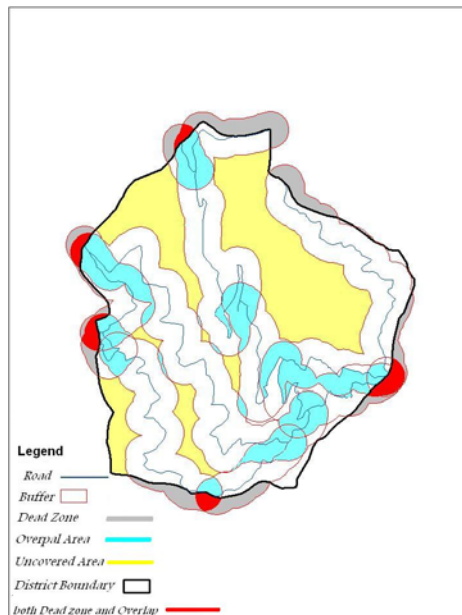 Legend
Road
Buffer
Dead Zone
Overpal Area
Uncovered Area
District Boundary
both Dead zone and Overlap